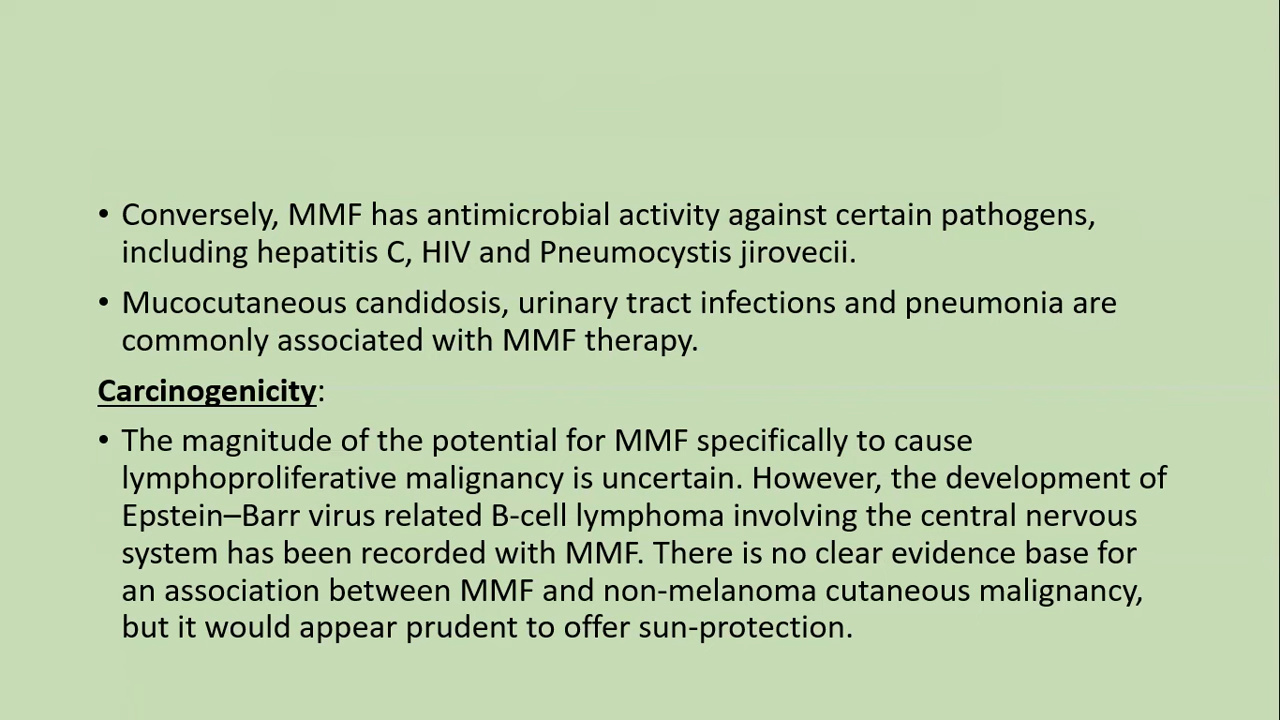 • Conversely, MMF has antimicrobial activity against certain pathogens,
including hepatitis C, HIV and Pneumocystis jirovecii.
• Mucocutaneous candidosis, urinary tract infections and pneumonia are
commonly associated with MMF therapy.
Carcinogenicity:
• The magnitude of the potential for MMF specifically to cause
lymphoproliferative malignancy is uncertain. However, the development of
Epstein–Barr virus related B-cell lymphoma involving the central nervous
system has been recorded with MMF. There is no clear evidence base for
an association between MMF and non-melanoma cutaneous malignancy,
but it would appear prudent to offer sun-protection.